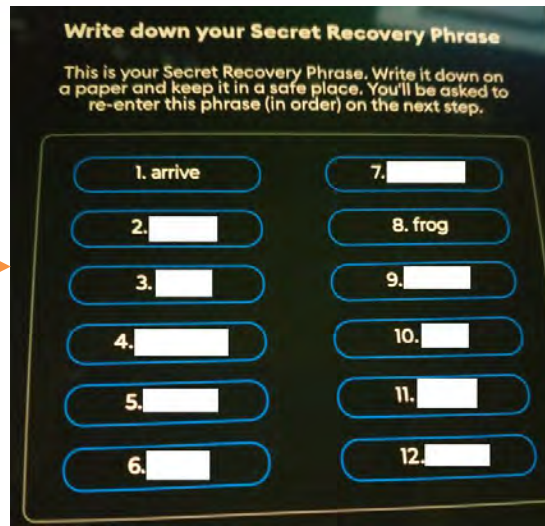 Write down your Secret Recovery Phrase
This is your Secret Recovery Phrase. Write it down on
a paper and keep it in a safe place. You'll be asked to
re-enter this phrase (in order) on the next step.
1. arrive
2.
3.
4.
5.
6.
7.
8. frog
9.
10.
11.
12.